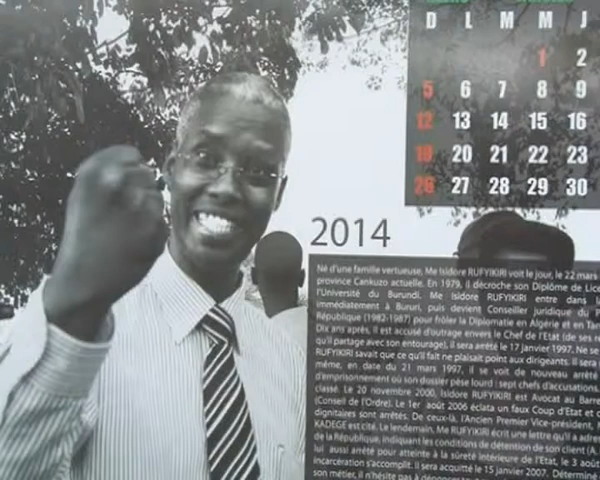 D L M M J
1 2
5 6 7 8 9
12 13 14 15 16
19 20 21 22 23
26 27 28 29 30
2014
Né d'une famille vertueuse, Me Isidore RUFYIKIRI voit le jour, le 22 mars
province Cankuzo actuelle. En 1979, il décroche son Diplôme de Lice
l'Université du Burundi. Me Isidore RUFYIKIRI entre dans l
immédiatement à Bururi, puis devient Conseiller juridique du P
République (1982-1987) pour frôler la Diplomatie en Algérie et en Tan
Dix ans après, il est accusé d'outrage envers le Chef de l'Etat (de ses r
qu'il partage avec son entourage), il sera arrêté le 17 janvier 1997. Ne se
RUFYIKIRI savait que ce qu'il fait ne plaisait point aux dirigeants. Il sera
même, en date du 21 mars 1997, il se voit de nouveau arrêté
d'emprisonnement où son dossier pèse lourd : sept chefs d'accusations.
classé. Le 20 novembre 2000, Isidore RUFYIKIRI est Avocat au Barre
(Conseil de l'Ordre). Le 1er août 2006 éclata un faux Coup d'Etat et c
dignitaires sont arrêtés. De ceux-là, l'Ancien Premier Vice-président,
KADEGE est cité. Le lendemain, Me RUFYIKIRI écrit une lettre qu'il a adres
de la République, indiquant les conditions de détention de son client (A.
lui aussi arrêté pour atteinte à la sûreté intérieure de l'Etat, le 3 août
incarcération s'accomplit. Il sera acquitté le 15 janvier 2007. Déterminé
son métier, il n'hésite pas à